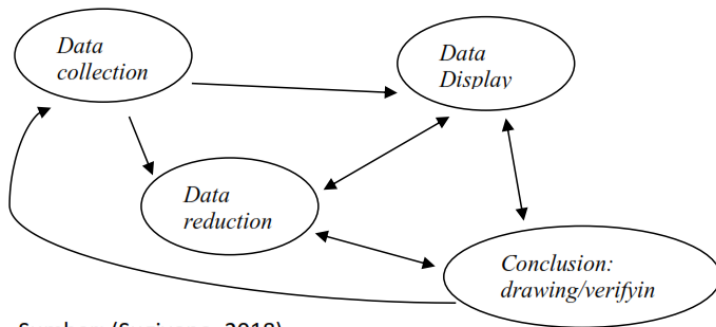 Data
collection
Data
Display
Data
reduction
Conclusion:
drawing/verifyin